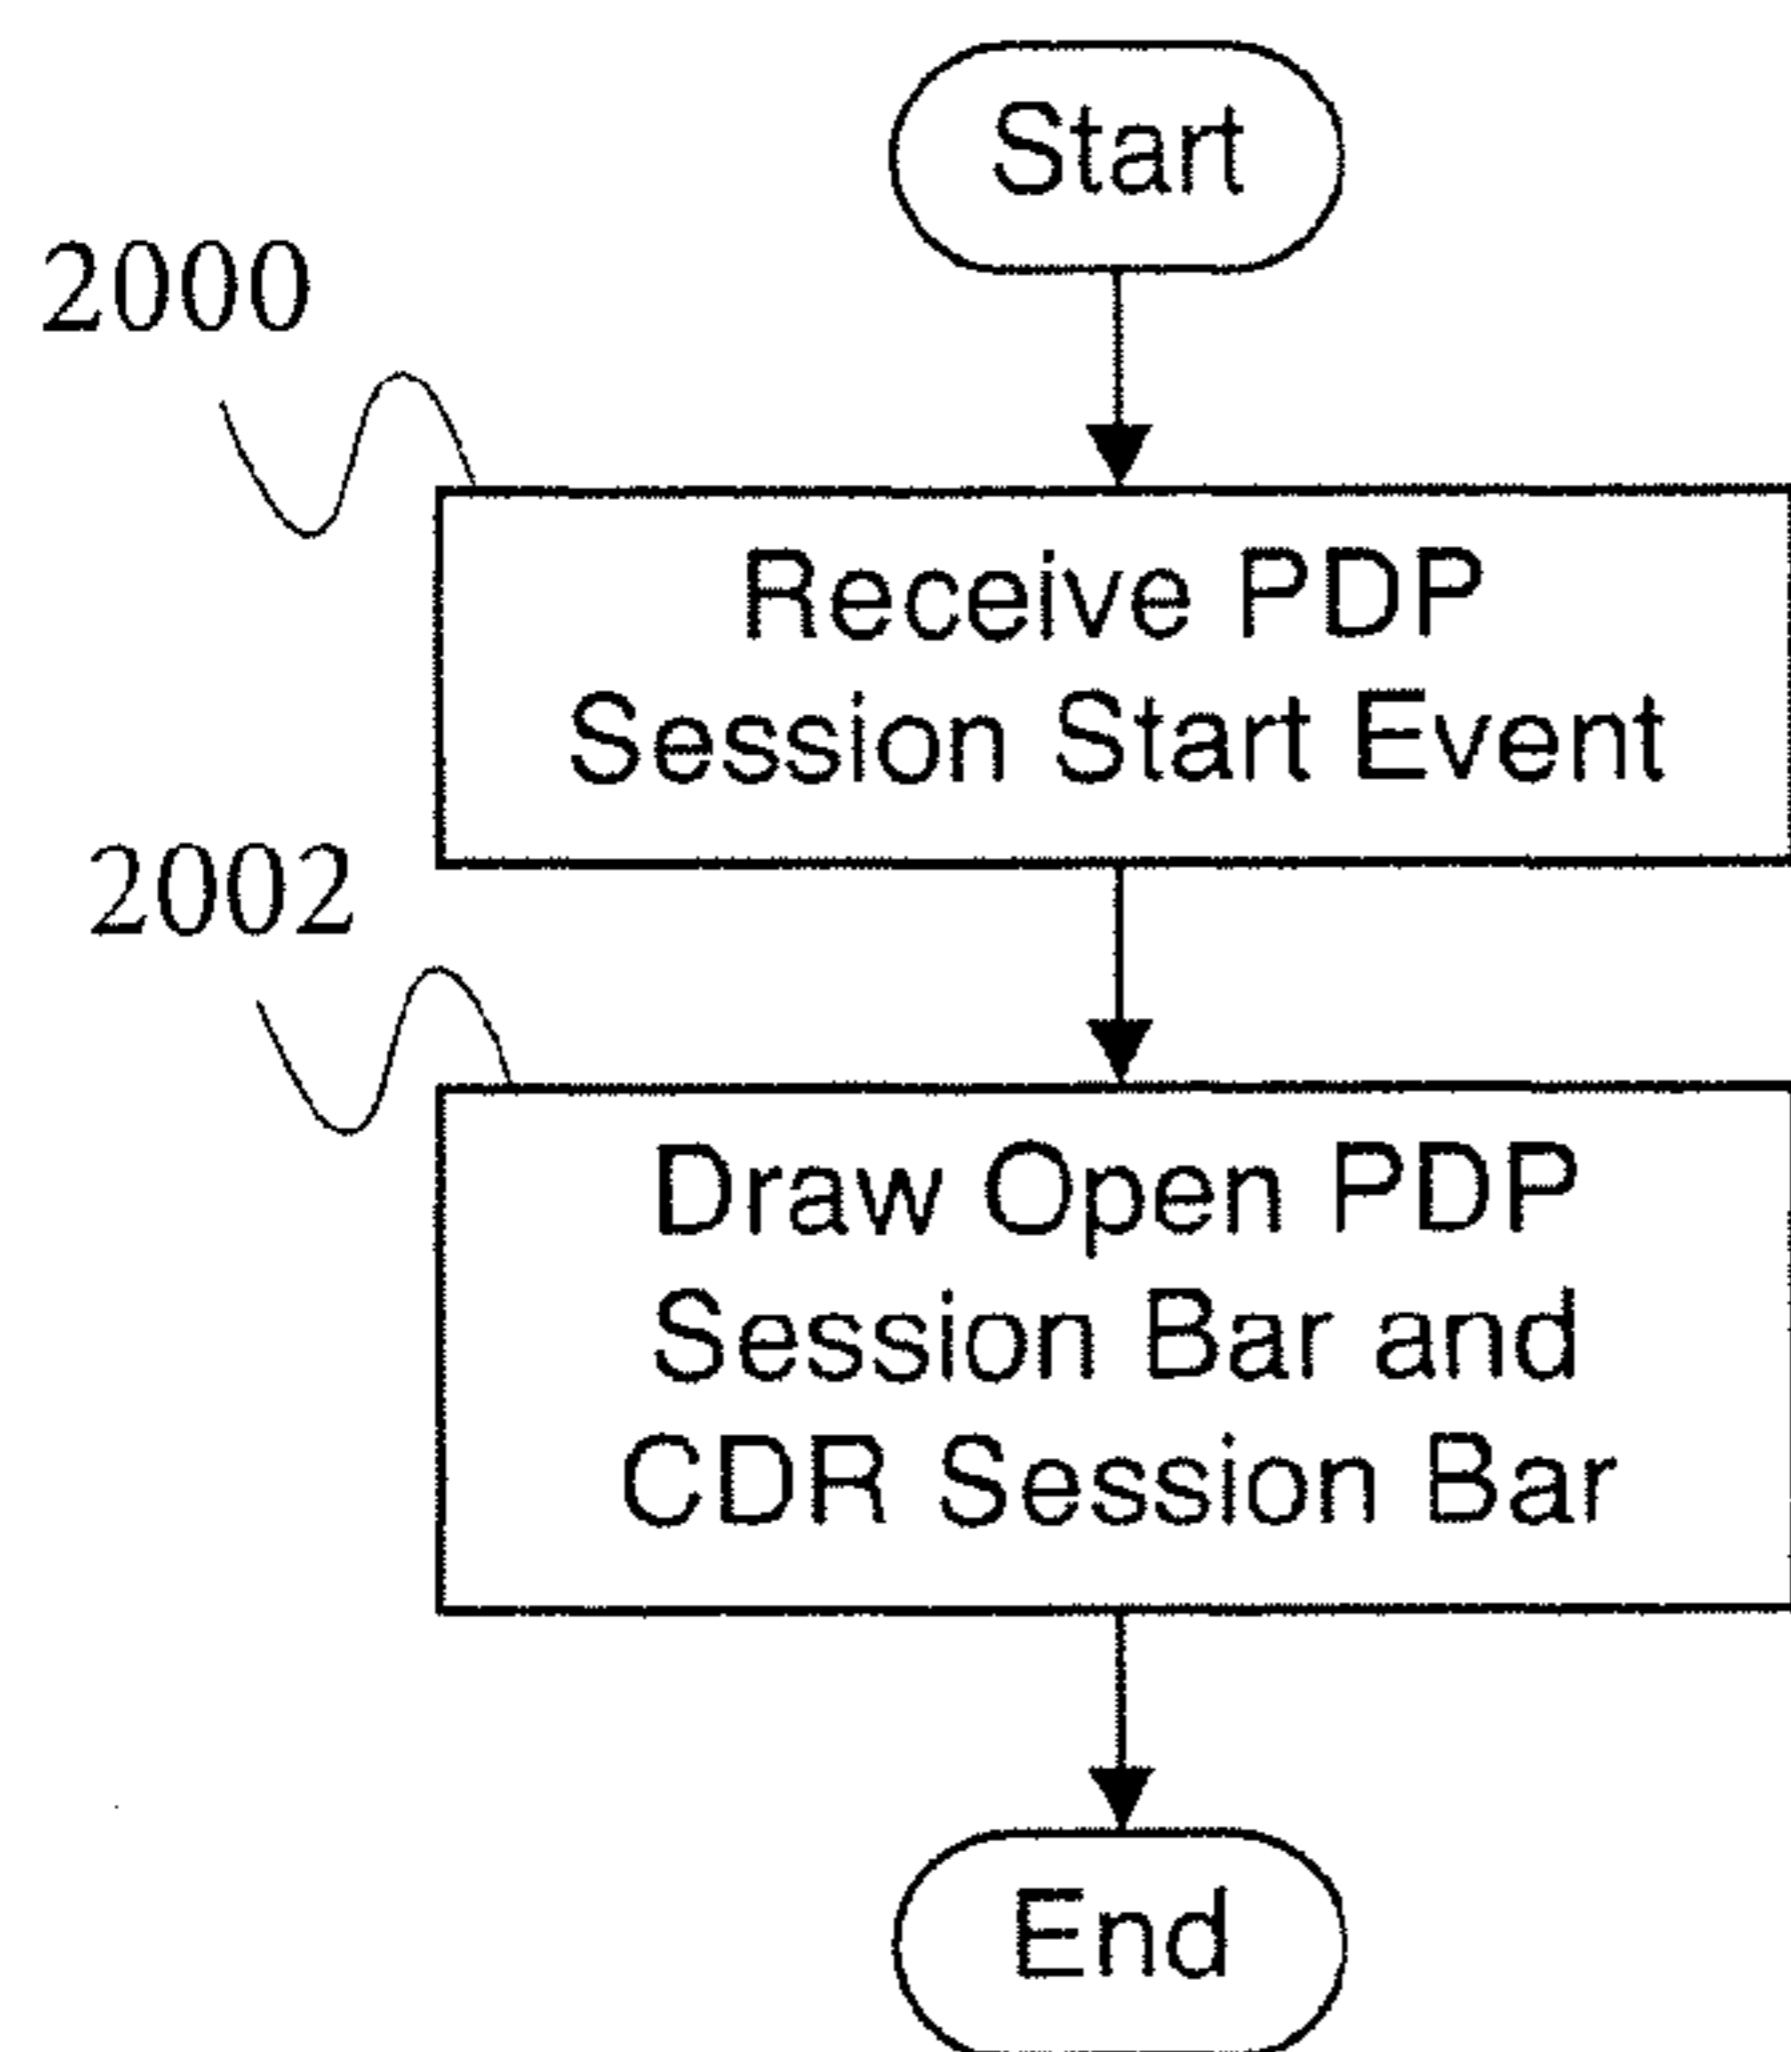 Start
2000
Receive PDP
Session Start Event
2002
Draw Open PDP
Session Bar and
CDR Session Bar
End